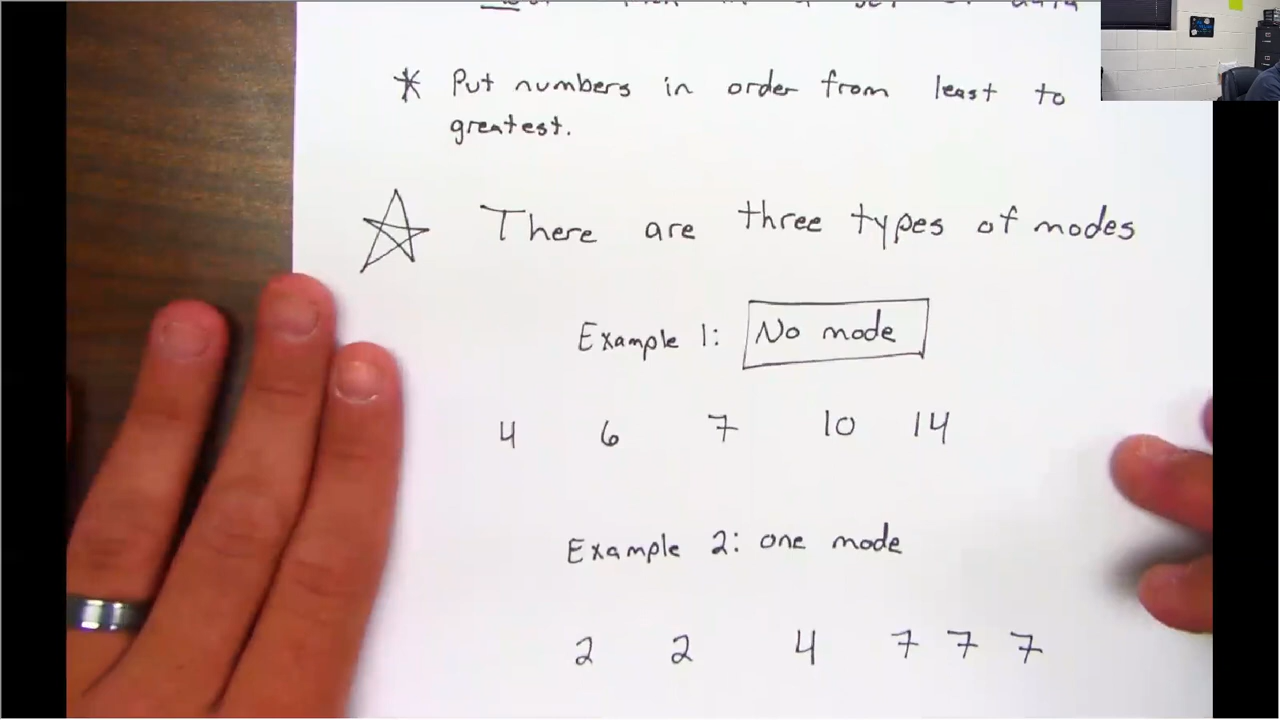 * Put numbers in order from least to
greatest.
There are three types of modes
Example 1: No mode
4 6 7 10 14
Example 2: one mode
2 2 4 7 7 7